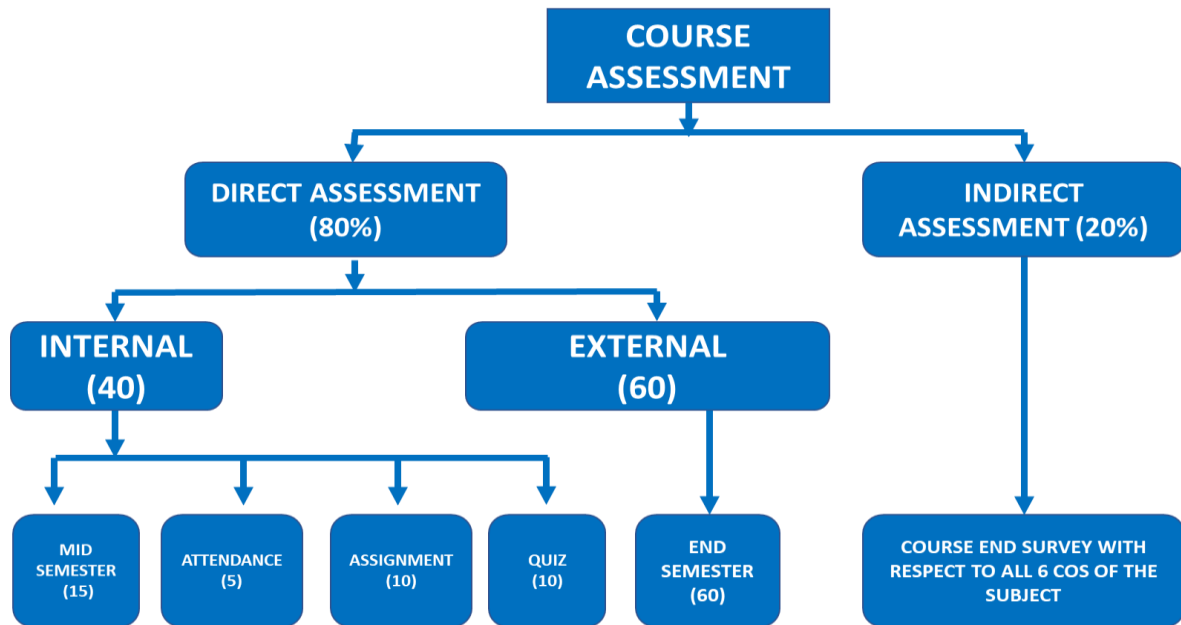 COURSE
ASSESSMENT
DIRECT ASSESSMENT
(80%)
INDIRECT
ASSESSMENT (20%)
INTERNAL
(40)
EXTERNAL
(60)
MID
SEMESTER
(15)
ATTENDANCE
(5)
ASSIGNMENT
(10)
QUIZ
(10)
END
SEMESTER
(60)
COURSE END SURVEY WITH
RESPECT TO ALL 6 COS OF THE
SUBJECT